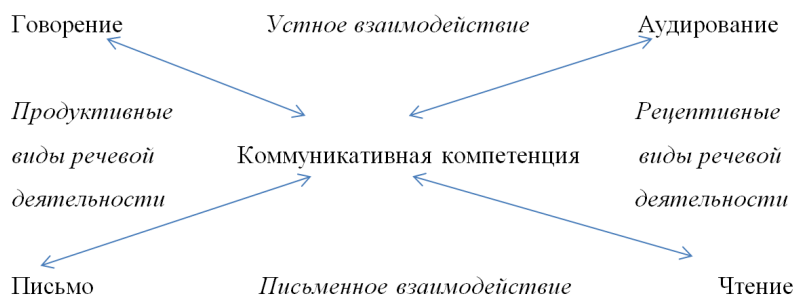 Говорение Устное взаимодействие Аудирование
Продуктивные Рецептивные
виды речевой Коммуникативная компетенция виды речевой
деятельности деятельности
Письмо Письменное взаимодействие Чтение